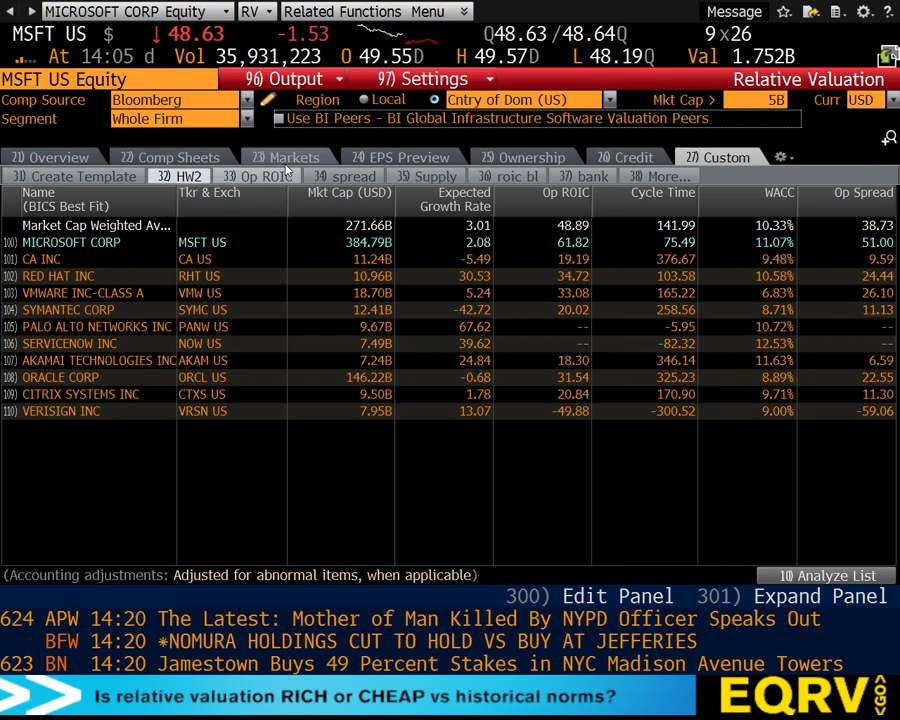 MICROSOFT CORP Equity RV Related Functions Menu Message
MSFT US $ ↓ 48.63 -1.53 Q48.63 / 48.64Q 9 x 26
At 14:05 d Vol 35,931,223 O 49.55D H 49.57D L 48.19Q Val 1.752B
MSFT US Equity 96) Output 97) Settings Relative Valuation
Comp Source Bloomberg Region Local Cntry of Dom (US) Mkt Cap > 5B Curr USD
Segment Whole Firm Use BI Peers - BI Global Infrastructure Software Valuation Peers
21) Overview 22) Comp Sheets 23) Markets 24) EPS Preview 25) Ownership 26) Credit 27) Custom
31) Create Template 32) HW2 33) Op ROIC 34) spread 35) Supply 36) roic bl 37) bank 38) More...
Name Tkr & Exch Mkt Cap (USD) Expected Op ROIC Cycle Time WACC Op Spread
(BICS Best Fit) Growth Rate
Market Cap Weighted Av... 271.66B 3.01 48.89 141.99 10.33% 38.73
100) MICROSOFT CORP MSFT US 384.79B 2.08 61.82 75.49 11.07% 51.00
101) CA INC CA US 11.24B -5.49 19.19 376.67 9.48% 9.59
102) RED HAT INC RHT US 10.96B 30.53 34.72 103.58 10.58% 24.44
103) VMWARE INC-CLASS A VMW US 18.70B 5.24 33.08 165.22 6.83% 26.10
104) SYMANTEC CORP SYMC US 12.41B -42.72 20.02 258.56 8.71% 11.13
105) PALO ALTO NETWORKS INC PANW US 9.67B 67.62 -- -5.95 10.72% --
106) SERVICENOW INC NOW US 7.49B 39.62 -- -82.32 12.53% --
107) AKAMAI TECHNOLOGIES INC AKAM US 7.24B 24.84 18.30 346.14 11.63% 6.59
108) ORACLE CORP ORCL US 146.22B -0.68 31.54 325.23 8.89% 22.55
109) CITRIX SYSTEMS INC CTXS US 9.50B 1.78 20.84 170.90 9.71% 11.30
110) VERISIGN INC VRSN US 7.95B 13.07 -49.88 -300.52 9.00% -59.06
(Accounting adjustments: Adjusted for abnormal items, when applicable) 10) Analyze List
300) Edit Panel 301) Expand Panel
624 APW 14:20 The Latest: Mother of Man Killed By NYPD Officer Speaks Out
BFW 14:20 *NOMURA HOLDINGS CUT TO HOLD VS BUY AT JEFFERIES
623 BN 14:20 Jamestown Buys 49 Percent Stakes in NYC Madison Avenue Towers
Is relative valuation RICH or CHEAP vs historical norms? EQRV <GO>